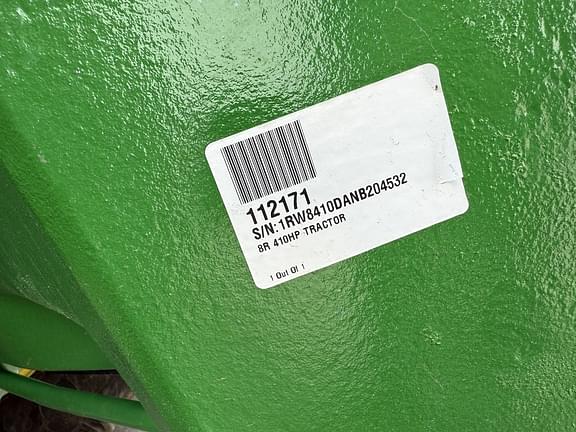 112171
S/N:1RW8410DANB204532
8R 410HP TRACTOR
1 Out Of 1